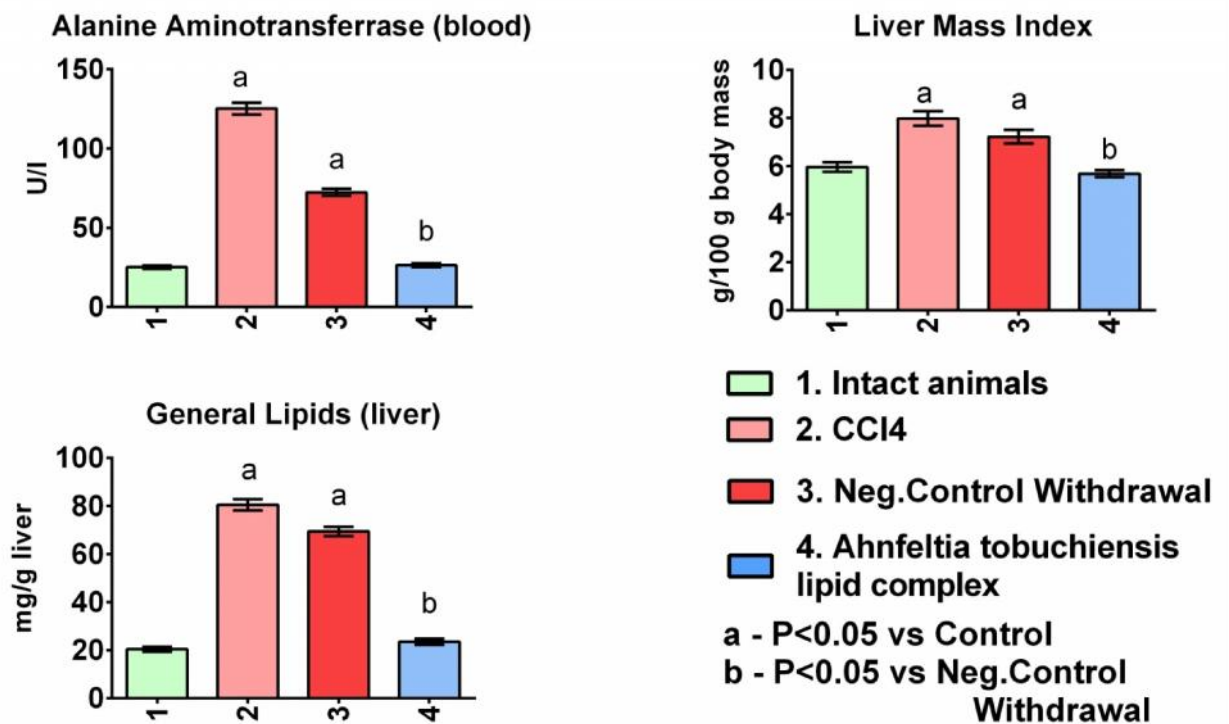 Alanine Aminotransferrase (blood)
150
100
50
0
U/l
a
a
b
1
2
3
4
Liver Mass Index
10
8
6
4
2
0
g/100 g body mass
a
a
b
1
2
3
4
General Lipids (liver)
100
80
60
40
20
0
mg/g liver
a
a
b
1
2
3
4
1. Intact animals
2. CCl4
3. Neg.Control Withdrawal
4. Ahnfeltia tobuchiensis
lipid complex
a - P<0.05 vs Control
b - P<0.05 vs Neg.Control
Withdrawal